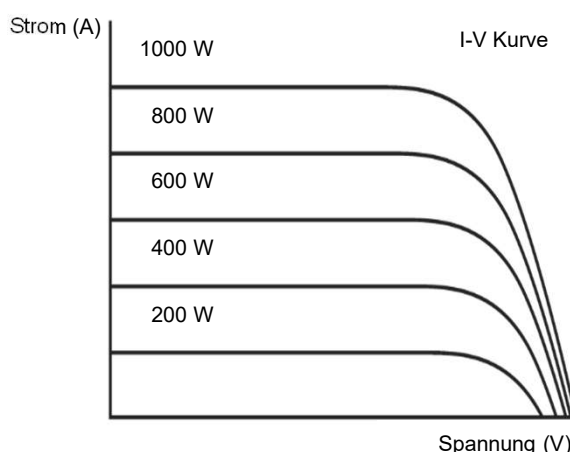 Strom (A)
I-V Kurve
1000 W
800 W
600 W
400 W
200 W
Spannung (V)